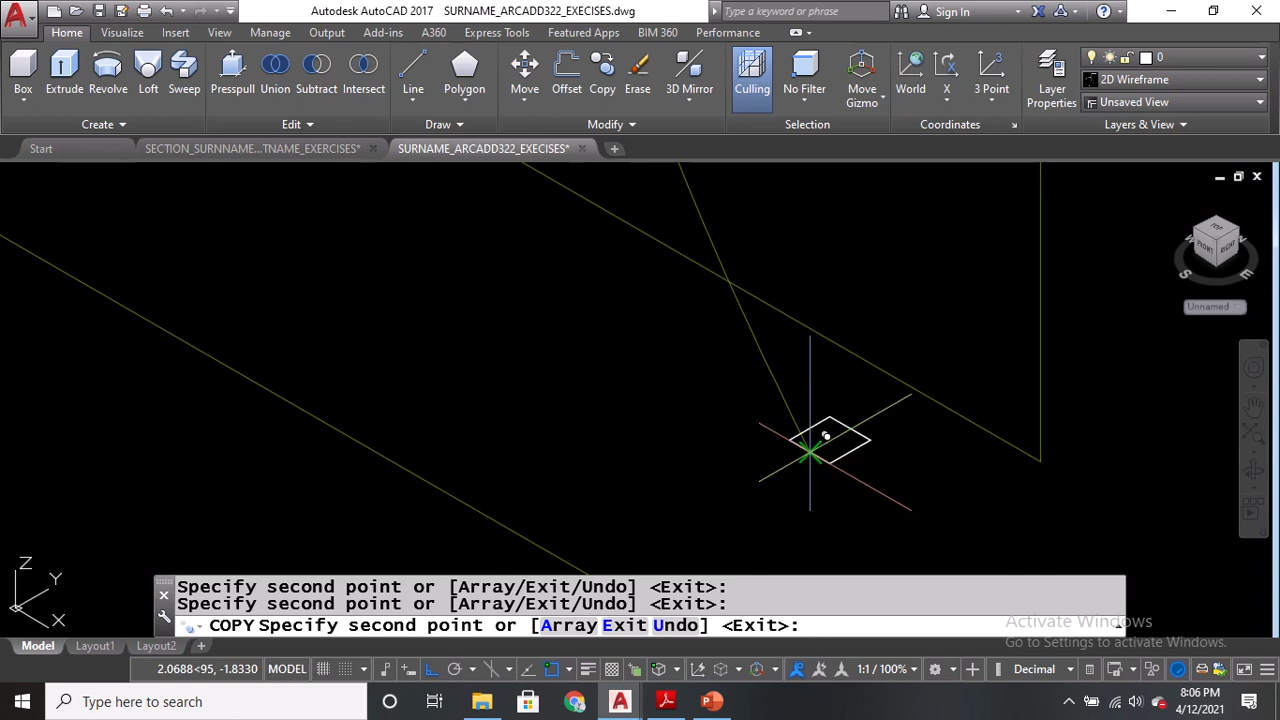 Autodesk AutoCAD 2017 SURNAME_ARCADD322_EXECISES.dwg
Type a keyword or phrase
Sign In
Home Visualize Insert View Manage Output Add-ins A360 Express Tools Featured Apps BIM 360 Performance
Box Extrude Revolve Loft Sweep
Presspull Union Subtract Intersect
Line Polygon
Move Offset Copy Erase 3D Mirror
Culling No Filter Move Gizmo
World X 3 Point
Layer Properties
0
2D Wireframe
Unsaved View
Create Edit Draw Modify Selection Coordinates Layers & View
Start SECTION_SURNNAME...TNAME_EXERCISES* SURNAME_ARCADD322_EXECISES*
TOP
RIGHT
S E
Unnamed
Z
Y
X
Specify second point or [Array/Exit/Undo] <Exit>:
Specify second point or [Array/Exit/Undo] <Exit>:
COPY Specify second point or [Array Exit Undo] <Exit>:
Activate Windows
Go to Settings to activate Windows.
Model Layout1 Layout2
2.0688<95, -1.8330 MODEL 1:1 / 100% Decimal
Type here to search
8:06 PM
4/12/2021